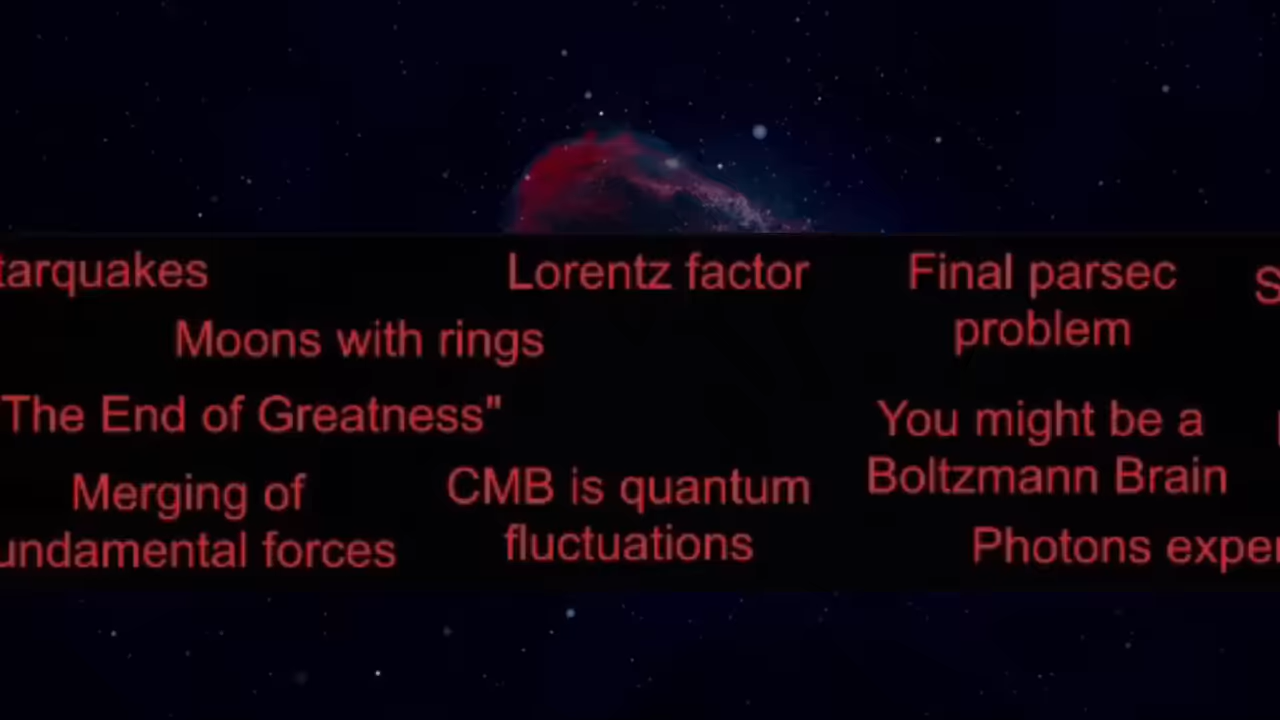 tarquakes
Lorentz factor
Final parsec
problem
S
Moons with rings
"The End of Greatness"
You might be a
Boltzmann Brain
Merging of
undamental forces
CMB is quantum
fluctuations
Photons exper